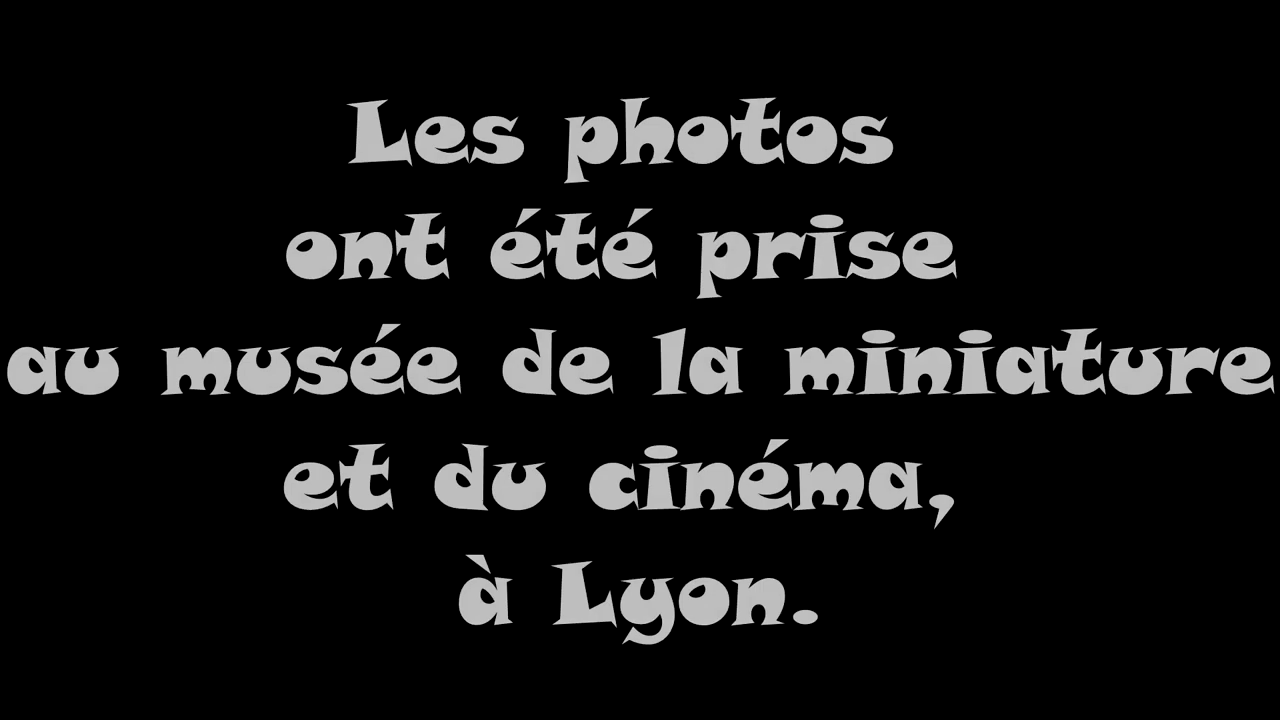 Les photos
ont été prise
au musée de la miniature
et du cinéma,
à Lyon.